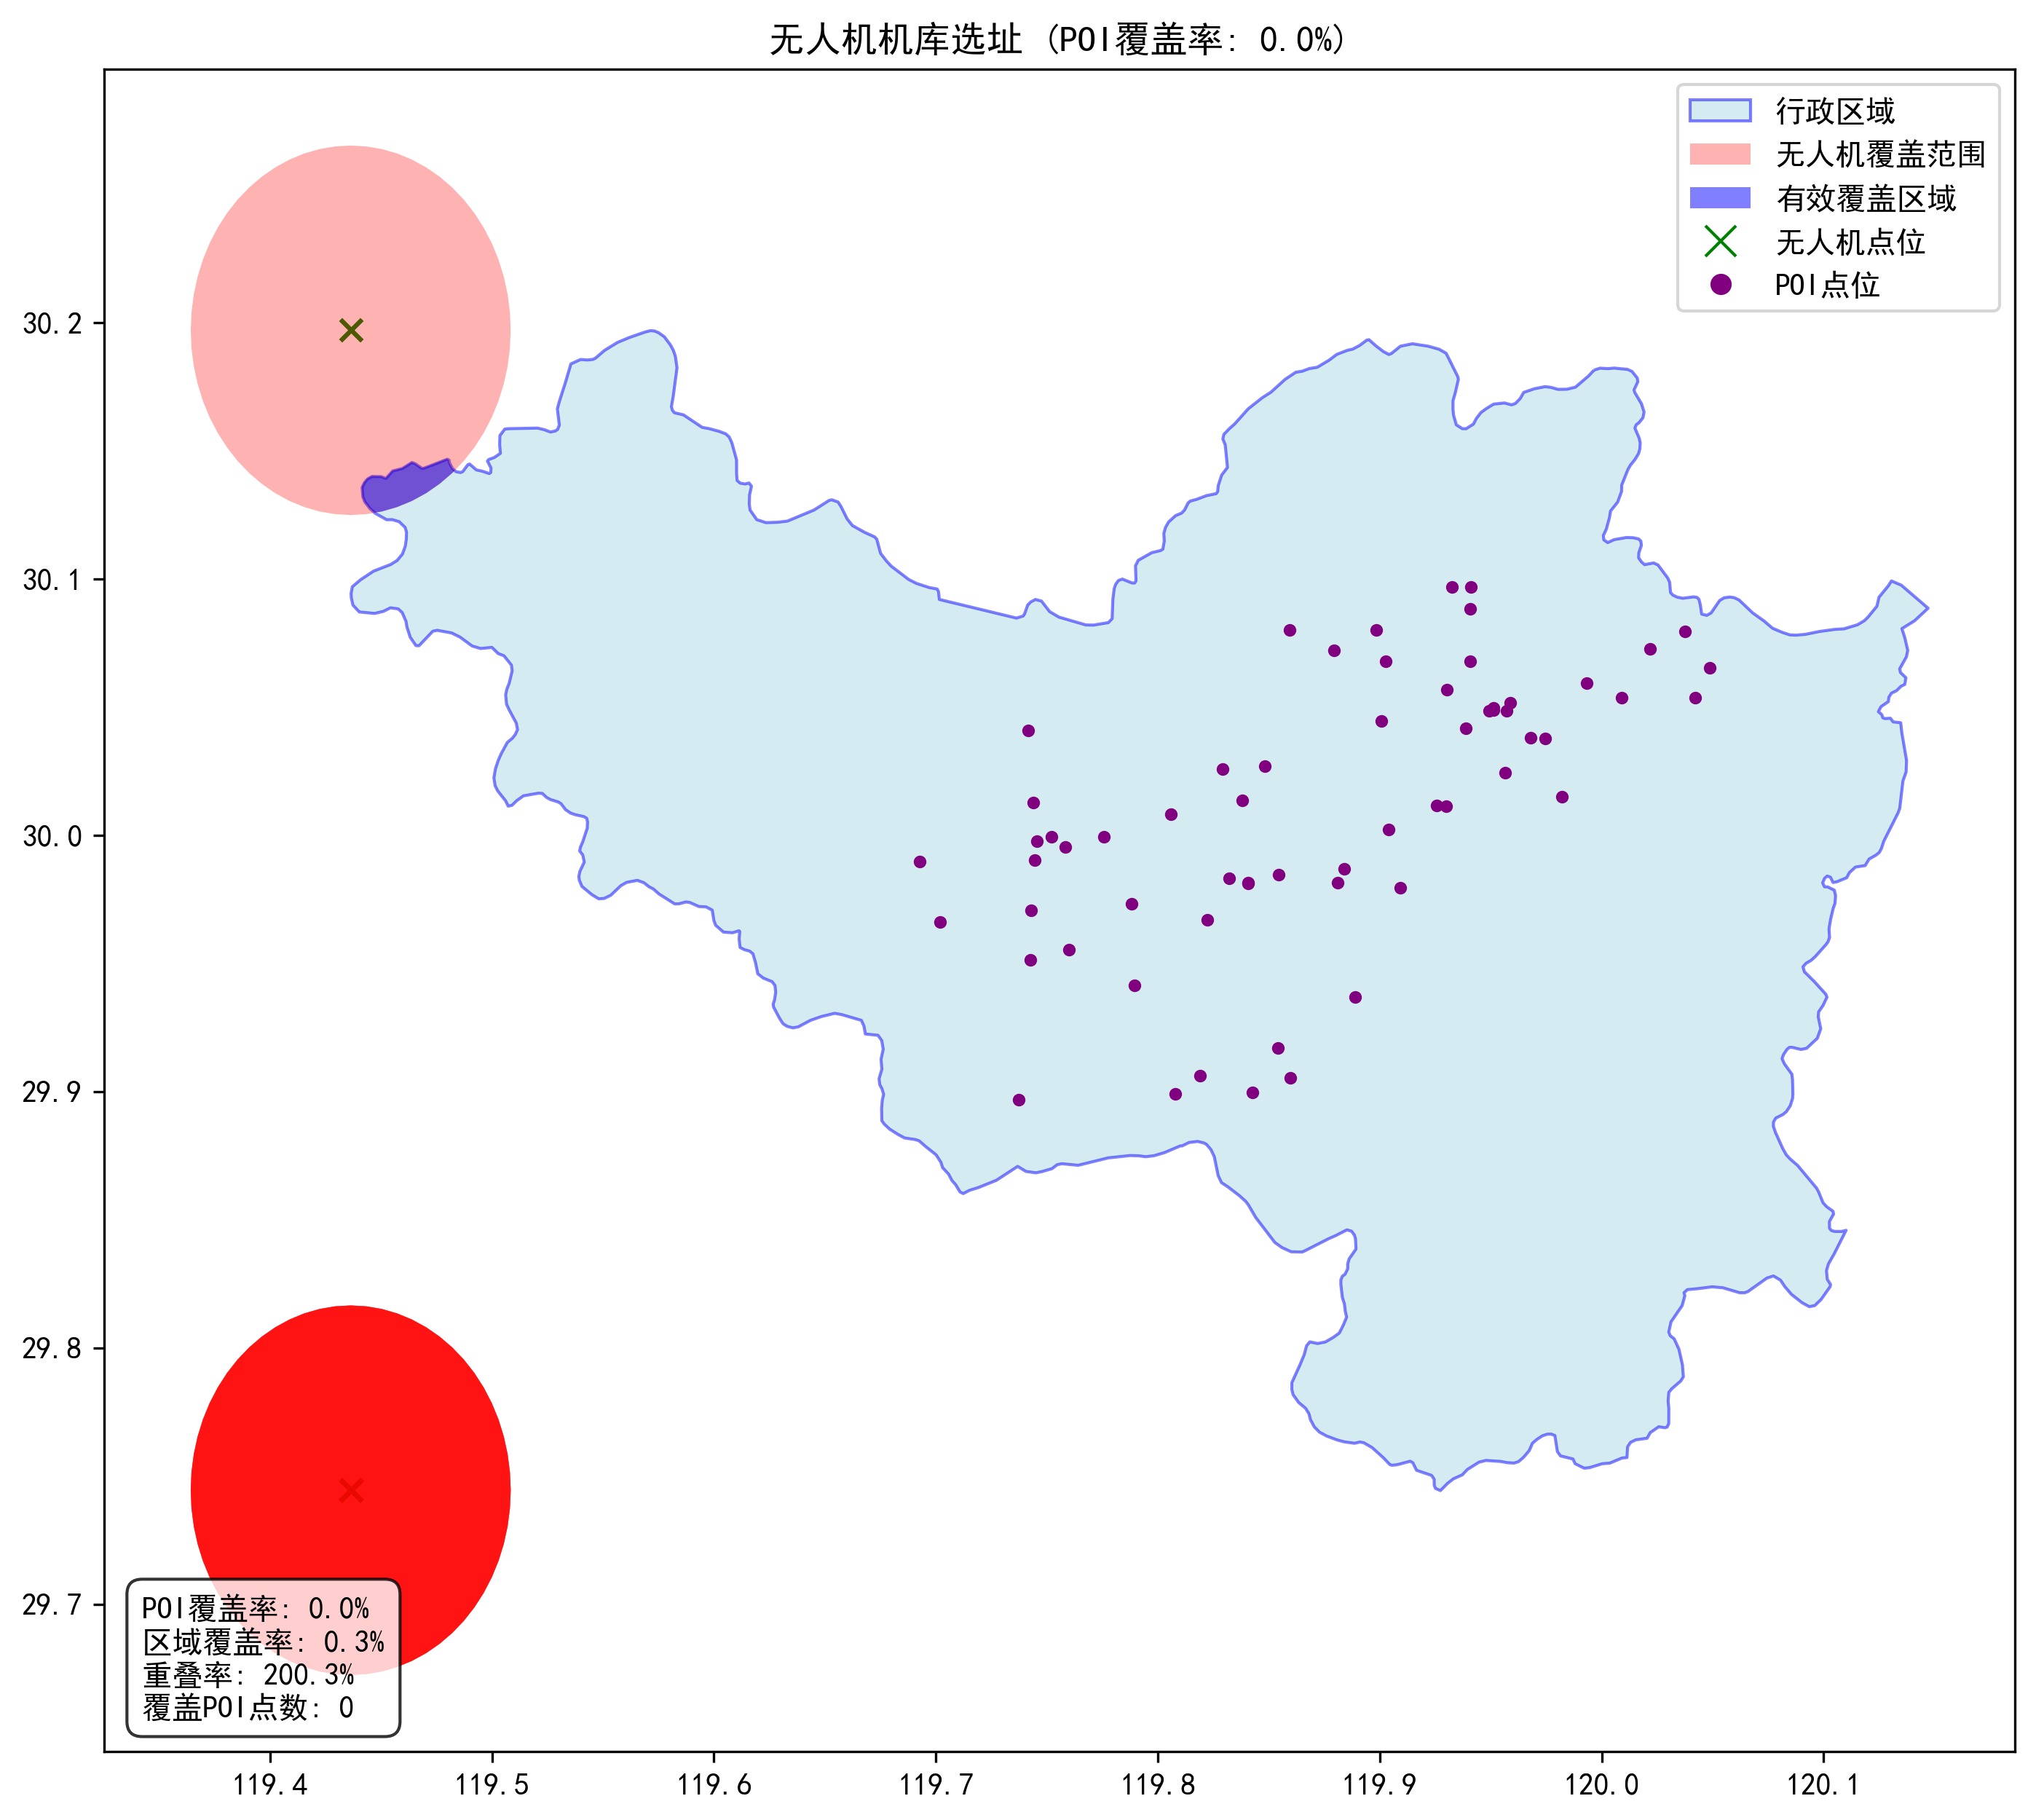 无人机机库选址 (POI覆盖率: 0.0%)
行政区域
无人机覆盖范围
有效覆盖区域
无人机点位
POI点位
30.2
30.1
30.0
29.9
29.8
29.7
POI覆盖率: 0.0%
区域覆盖率: 0.3%
重叠率: 200.3%
覆盖POI点数: 0
119.4 119.5 119.6 119.7 119.8 119.9 120.0 120.1